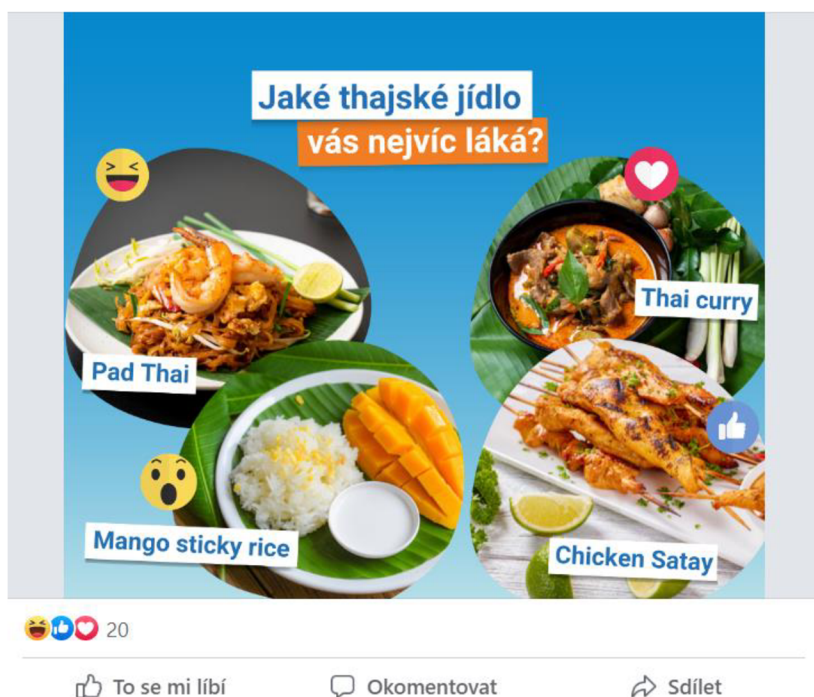 Jaké thajské jídlo
vás nejvíc láká?
Thai curry
Pad Thai
Mango sticky rice
Chicken Satay
20
To se mi líbí
Okomentovat
Sdílet